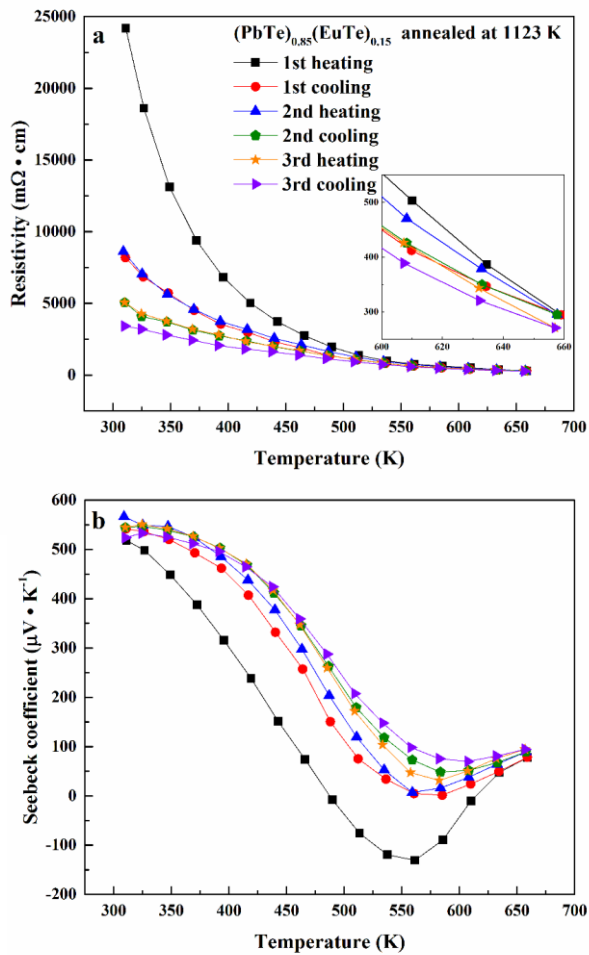 a
(PbTe)0.85(EuTe)0.15 annealed at 1123 K
1st heating
1st cooling
2nd heating
2nd cooling
3rd heating
3rd cooling
25000
20000
15000
10000
5000
0
Resistivity (mΩ • cm)
500
400
300
600 620 640 660
300 350 400 450 500 550 600 650 700
Temperature (K)
b
600
500
400
300
200
100
0
-100
-200
Seebeck coefficient (μV • K⁻¹)
300 350 400 450 500 550 600 650 700
Temperature (K)